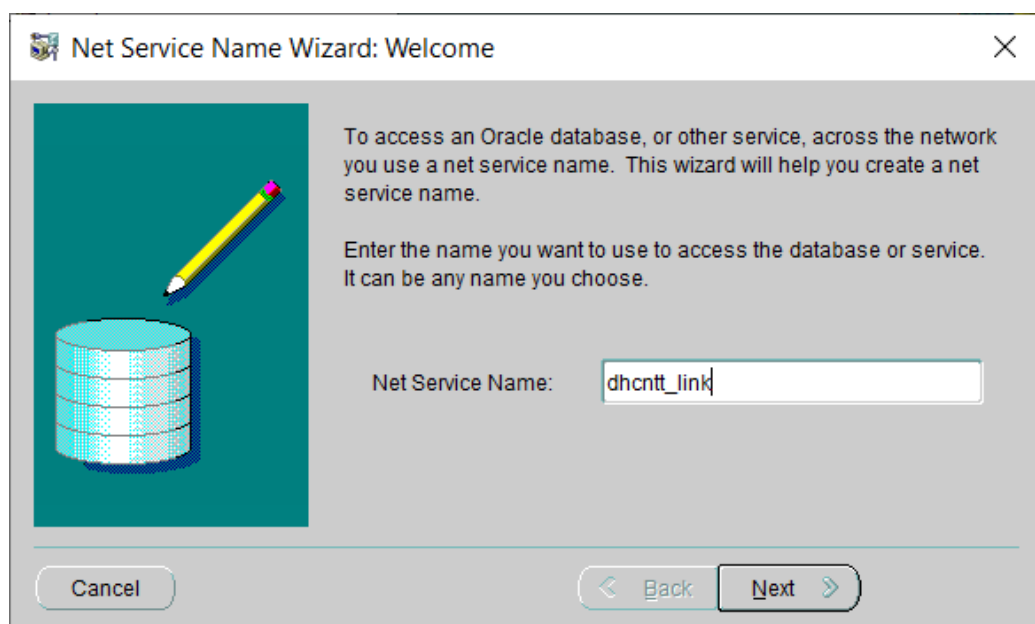 Net Service Name Wizard: Welcome
To access an Oracle database, or other service, across the network
you use a net service name.  This wizard will help you create a net
service name.
Enter the name you want to use to access the database or service.
It can be any name you choose.
Net Service Name: dhcntt_link
Cancel Back Next